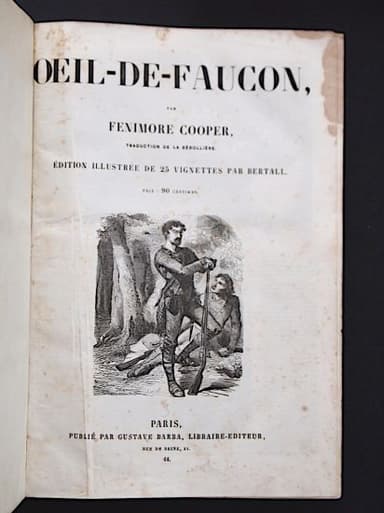 OEIL-DE-FAUCON,
PAR
FENIMORE COOPER,
TRADUCTION DE LA BÉDOLLIÈRE.
ÉDITION ILLUSTRÉE DE 25 VIGNETTES PAR BERTALL.
PRIX : 90 CENTIMES.
PARIS,
PUBLIÉ PAR GUSTAVE BARBA, LIBRAIRE-ÉDITEUR,
RUE DE SEINE, 31.